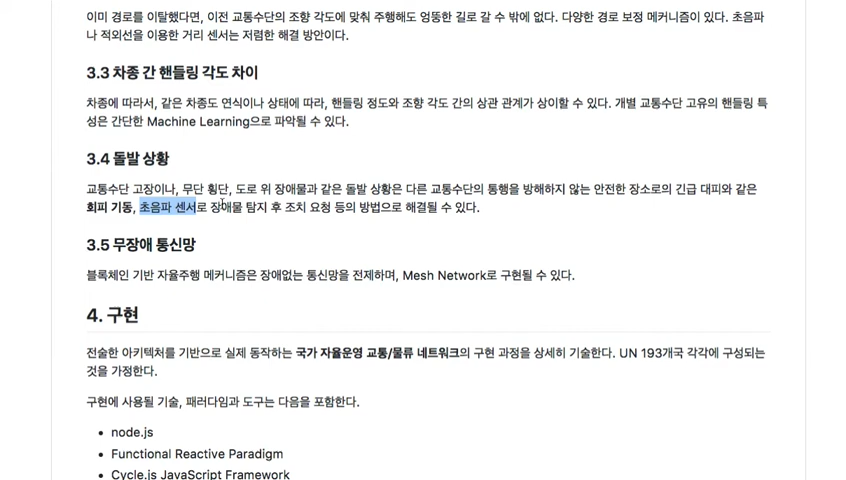 이미 경로를 이탈했다면, 이전 교통수단의 조향 각도에 맞춰 주행해도 엉뚱한 길로 갈 수 밖에 없다. 다양한 경로 보정 메커니즘이 있다. 초음파
나 적외선을 이용한 거리 센서는 저렴한 해결 방안이다.
3.3 차종 간 핸들링 각도 차이
차종에 따라서, 같은 차종도 연식이나 상태에 따라, 핸들링 정도와 조향 각도 간의 상관 관계가 상이할 수 있다. 개별 교통수단 고유의 핸들링 특
성은 간단한 Machine Learning으로 파악될 수 있다.
3.4 돌발 상황
교통수단 고장이나, 무단 횡단, 도로 위 장애물과 같은 돌발 상황은 다른 교통수단의 통행을 방해하지 않는 안전한 장소로의 긴급 대피와 같은
회피 기동, 초음파 센서로 장애물 탐지 후 조치 요청 등의 방법으로 해결될 수 있다.
3.5 무장애 통신망
블록체인 기반 자율주행 메커니즘은 장애없는 통신망을 전제하며, Mesh Network로 구현될 수 있다.
4. 구현
전술한 아키텍처를 기반으로 실제 동작하는 국가 자율운영 교통/물류 네트워크의 구현 과정을 상세히 기술한다. UN 193개국 각각에 구성되는
것을 가정한다.
구현에 사용될 기술, 패러다임과 도구는 다음을 포함한다.
• node.js
• Functional Reactive Paradigm
• Cycle.js JavaScript Framework